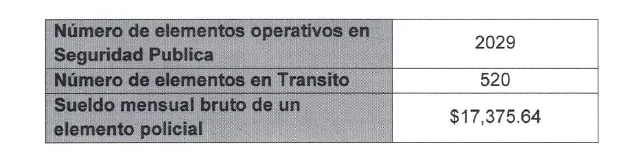 Número de elementos operativos en
Seguridad Publica
2029
Número de elementos en Transito
520
Sueldo mensual bruto de un
elemento policial
$17,375.64